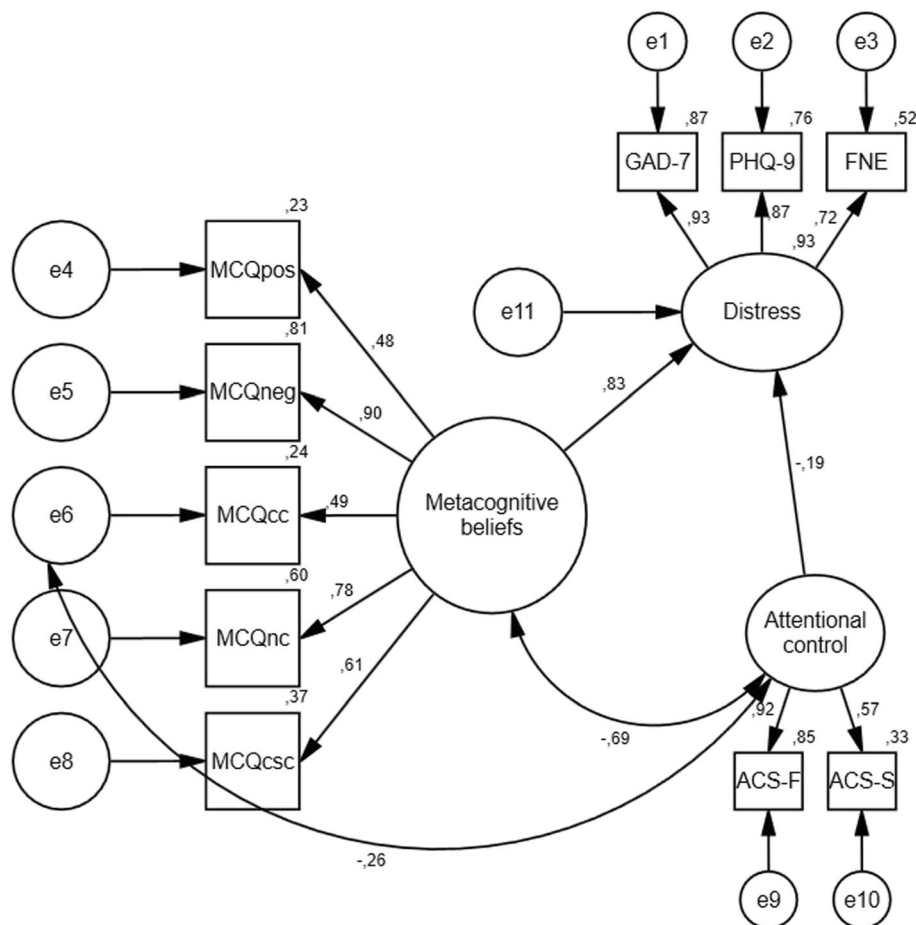 e1
e2
e3
,87
,76
,52
GAD-7
PHQ-9
FNE
,93
,87
,72
,93
e11
Distress
,23
e4
MCQpos
,48
,81
e5
MCQneg
,90
,83
,24
e6
MCQcc
,49
Metacognitive
beliefs
-,19
,60
e7
MCQnc
,78
Attentional
control
,61
,37
e8
MCQcsc
-,69
,92
,57
,85
,33
ACS-F
ACS-S
-,26
e9
e10